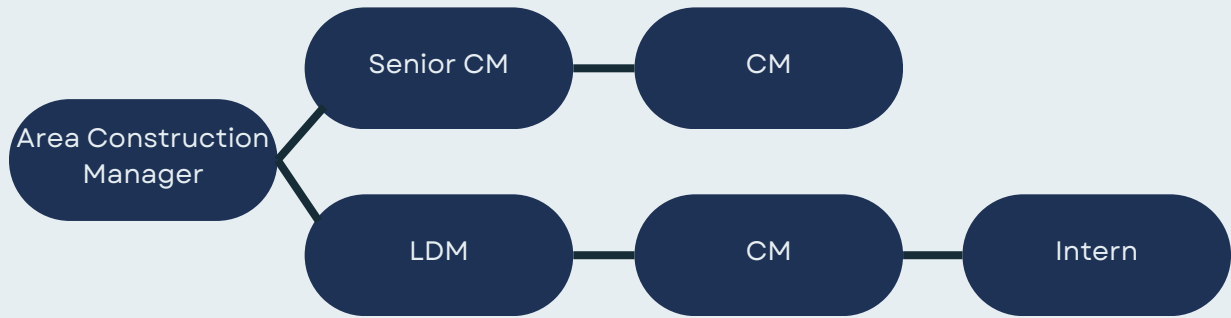 Senior CM
CM
Area Construction
Manager
LDM
CM
Intern